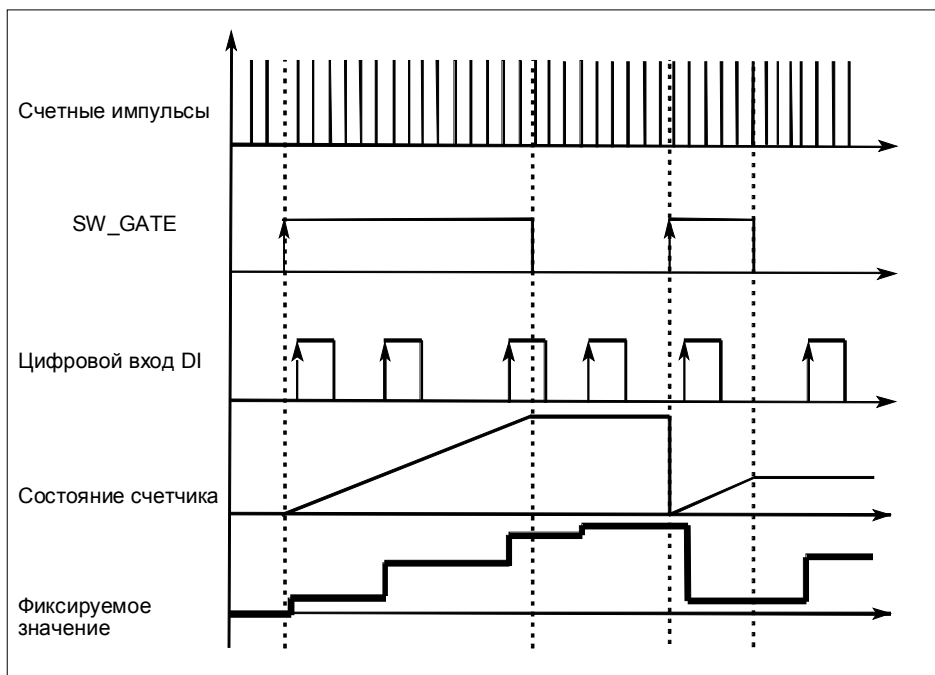 Счетные импульсы
SW_GATE
Цифровой вход DI
Состояние счетчика
Фиксируемое
значение